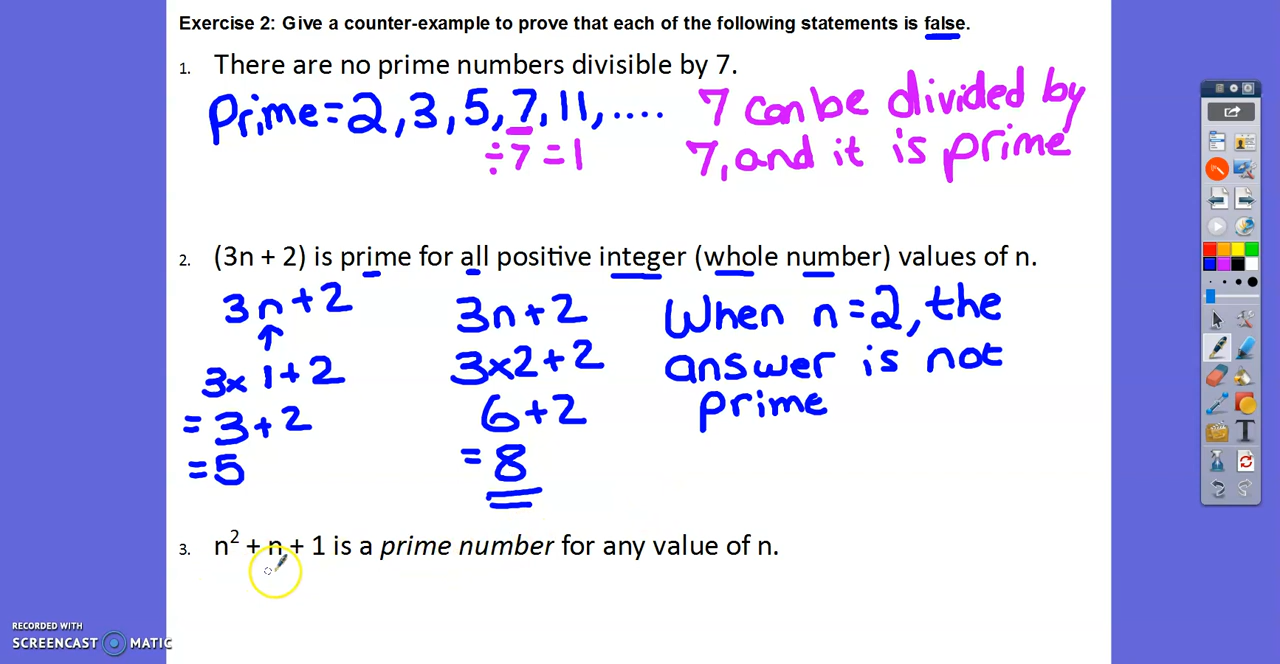 Exercise 2: Give a counter-example to prove that each of the following statements is false.
1. There are no prime numbers divisible by 7.
Prime = 2, 3, 5, 7, 11, ....
÷7 = 1
7 can be divided by
7, and it is prime
2. (3n + 2) is prime for all positive integer (whole number) values of n.
3n+2
3x 1+2
= 3+2
= 5
3n+2
3x2+2
6+2
= 8
When n=2, the
answer is not
prime
3. n² + n + 1 is a prime number for any value of n.
RECORDED WITH
SCREENCAST MATIC
T